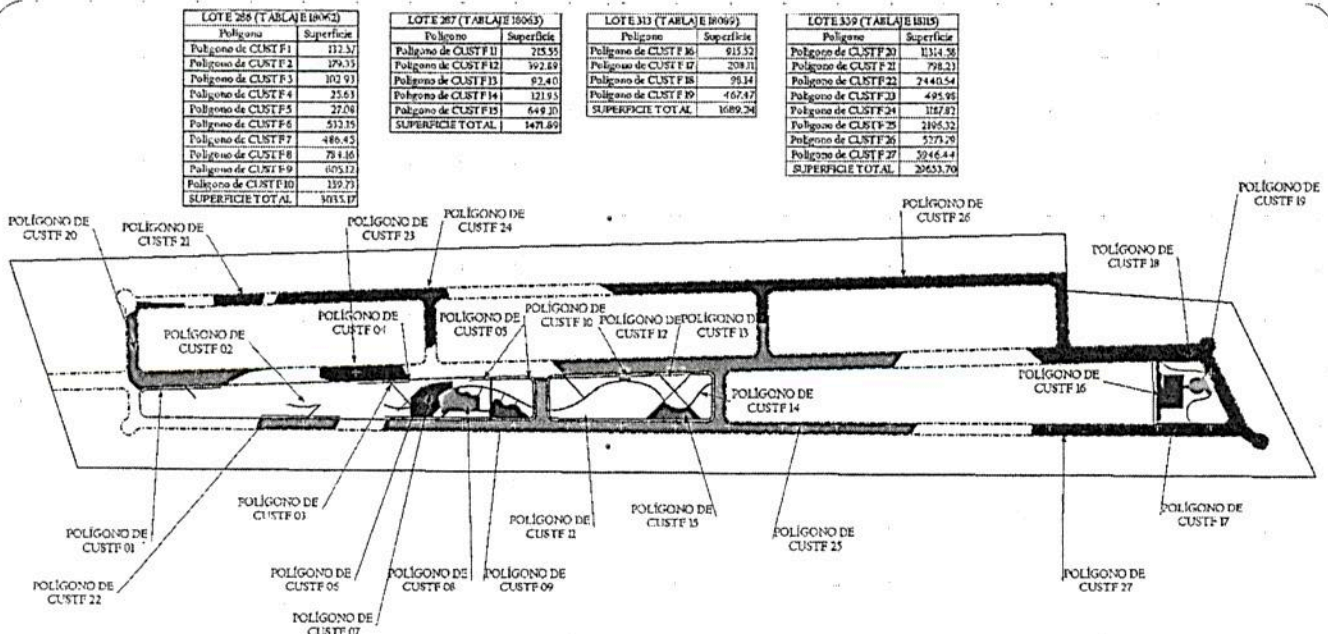 LOTE 286 (TABLAJE 18062)
Polígono Superficie
Polígono de CUSTF 1 112.57
Polígono de CUSTF 2 179.35
Polígono de CUSTF 3 102.93
Polígono de CUSTF 4 25.63
Polígono de CUSTF 5 27.08
Polígono de CUSTF 6 512.15
Polígono de CUSTF 7 486.45
Polígono de CUSTF 8 784.16
Polígono de CUSTF 9 605.12
Polígono de CUSTF 10 139.73
SUPERFICIE TOTAL 3035.17
LOTE 287 (TABLAJE 18063)
Polígono Superficie
Polígono de CUSTF 11 215.55
Polígono de CUSTF 12 392.89
Polígono de CUSTF 13 92.40
Polígono de CUSTF 14 121.95
Polígono de CUSTF 15 649.10
SUPERFICIE TOTAL 1471.89
LOTE 313 (TABLAJE 18089)
Polígono Superficie
Polígono de CUSTF 16 915.52
Polígono de CUSTF 17 208.11
Polígono de CUSTF 18 98.14
Polígono de CUSTF 19 467.47
SUPERFICIE TOTAL 1689.24
LOTE 339 (TABLAJE 18115)
Polígono Superficie
Polígono de CUSTF 20 11314.58
Polígono de CUSTF 21 798.23
Polígono de CUSTF 22 2440.54
Polígono de CUSTF 23 495.98
Polígono de CUSTF 24
Polígono de CUSTF 25 2195.32
Polígono de CUSTF 26
Polígono de CUSTF 27 5946.44
SUPERFICIE TOTAL 29653.70
POLÍGONO DE
CUSTF 20
POLÍGONO DE
CUSTF 21
POLÍGONO DE
CUSTF 23
POLÍGONO DE
CUSTF 24
POLÍGONO DE
CUSTF 26
POLÍGONO DE
CUSTF 19
POLÍGONO DE
CUSTF 18
POLÍGONO DE
CUSTF 02
POLÍGONO DE
CUSTF 04
POLÍGONO DE
CUSTF 05
POLÍGONO DE
CUSTF 10
POLÍGONO DE
CUSTF 12
POLÍGONO DE
CUSTF 13
POLÍGONO DE
CUSTF 16
POLÍGONO DE
CUSTF 14
POLÍGONO DE
CUSTF 01
POLÍGONO DE
CUSTF 03
POLÍGONO DE
CUSTF 11
POLÍGONO DE
CUSTF 15
POLÍGONO DE
CUSTF 25
POLÍGONO DE
CUSTF 17
POLÍGONO DE
CUSTF 22
POLÍGONO DE
CUSTF 06
POLÍGONO DE
CUSTF 08
POLÍGONO DE
CUSTF 09
POLÍGONO DE
CUSTF 27
POLÍGONO DE
CUSTF 07